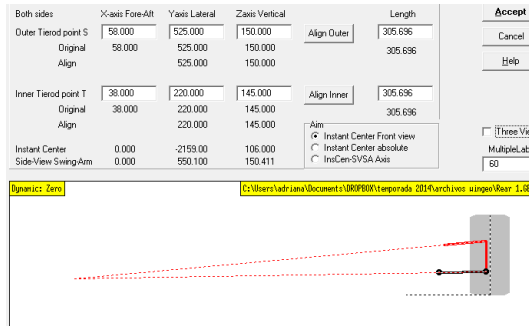 Both sides X-axis Fore-Aft Yaxis Lateral Zaxis Vertical Length Accept
Outer Tierod point S 58.000 525.000 150.000 Align Outer 305.696 Cancel
Original 58.000 525.000 150.000 305.696
Align 525.000 150.000 Help
Inner Tierod point T 38.000 220.000 145.000 Align Inner 305.696
Original 38.000 220.000 145.000 305.696
Align 220.000 145.000 Aim
Instant Center Front view Three Vie
Instant Center 0.000 -2159.00 106.000 Instant Center absolute MultipleLab
Side-View Swing-Arm 0.000 550.100 150.411 InsCen-SVSA Axis 60
Dynamic: Zero C:\Users\adriana\Documents\DROPBOX\temporada 2014\archivos wingeo\Rear 1.GE